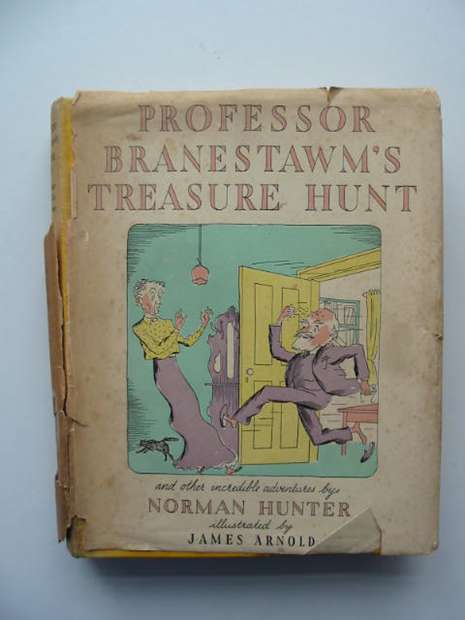 PROFESSOR
BRANESTAWM'S
TREASURE HUNT
and other incredible adventures by
NORMAN HUNTER
illustrated by
JAMES ARNOLD